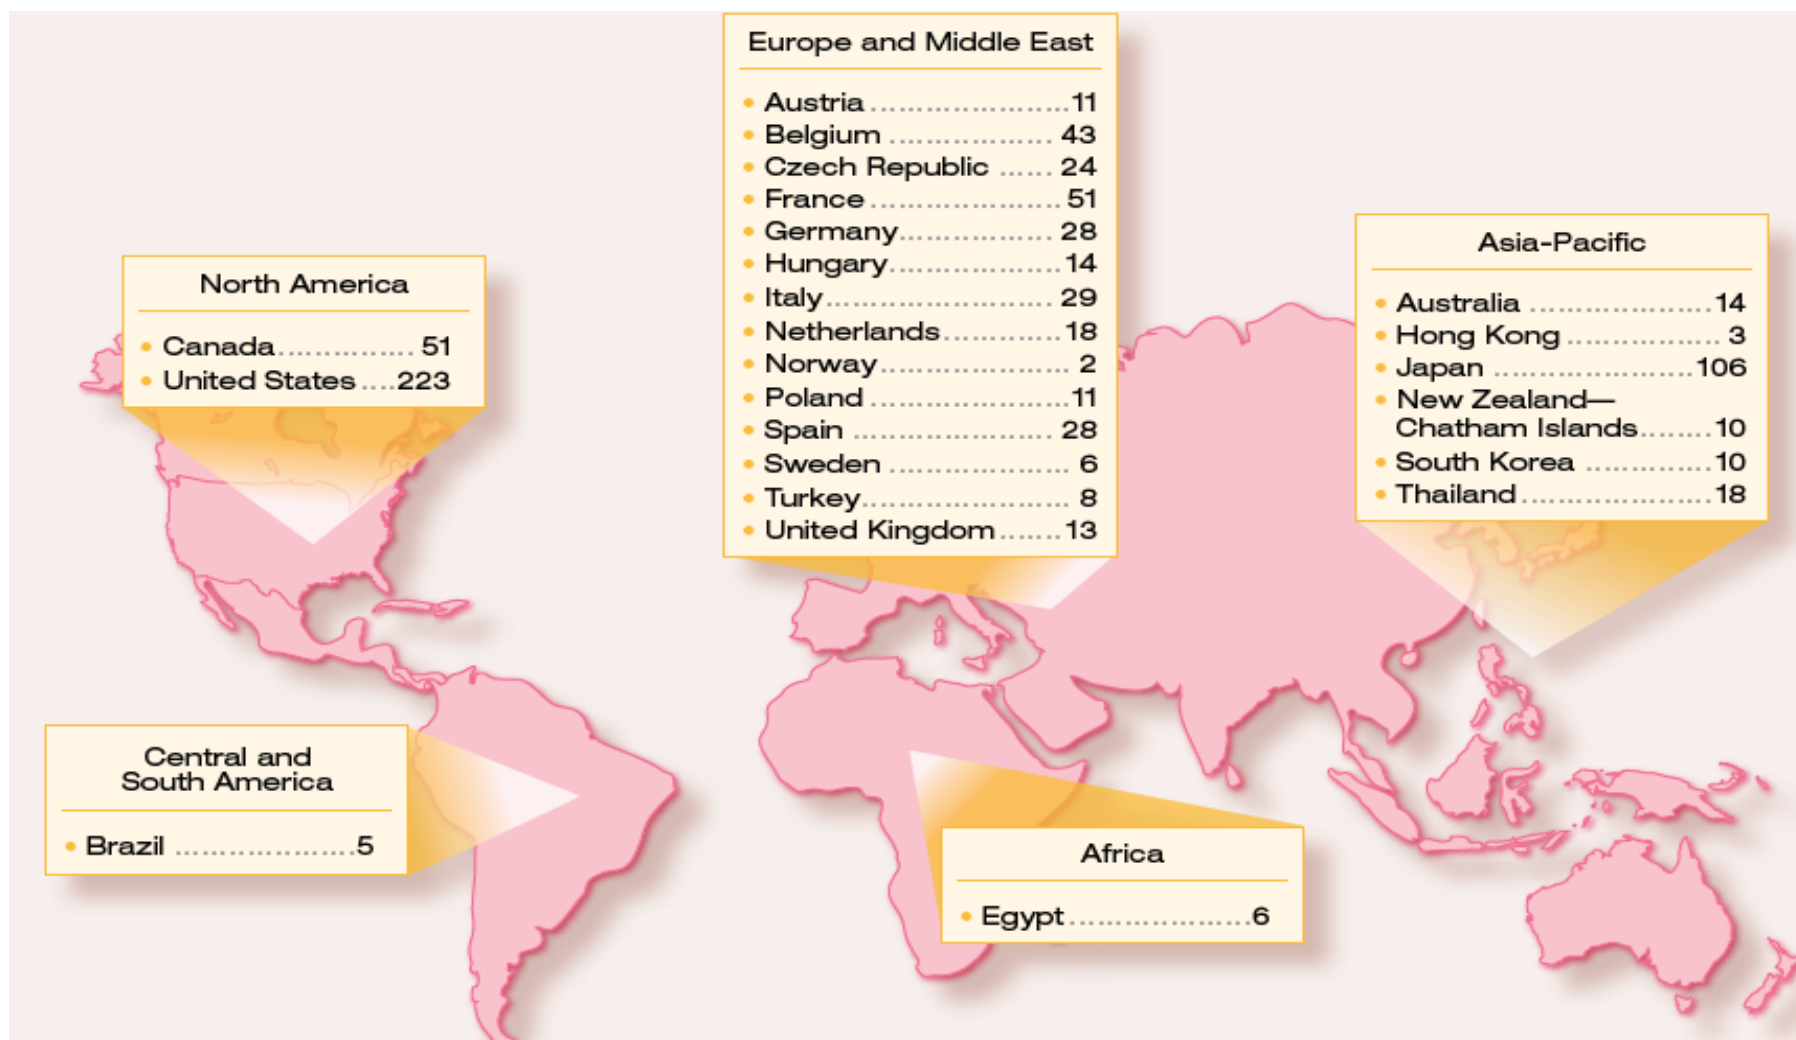 Europe and Middle East
Austria ..................... 11
Belgium .................. 43
Czech Republic ...... 24
France ..................... 51
Germany................. 28
Hungary.................. 14
Italy......................... 29
Netherlands............. 18
Norway ................... 2
Poland ..................... 11
Spain ...................... 28
Sweden .................. 6
Turkey..................... 8
United Kingdom....... 13
North America
Canada............... 51
United States ....223
Asia-Pacific
Australia .................... 14
Hong Kong ................. 3
Japan ...................... 106
New Zealand—
Chatham Islands........ 10
South Korea .............. 10
Thailand ..................... 18
Central and
South America
Brazil ....................5
Africa
Egypt....................6